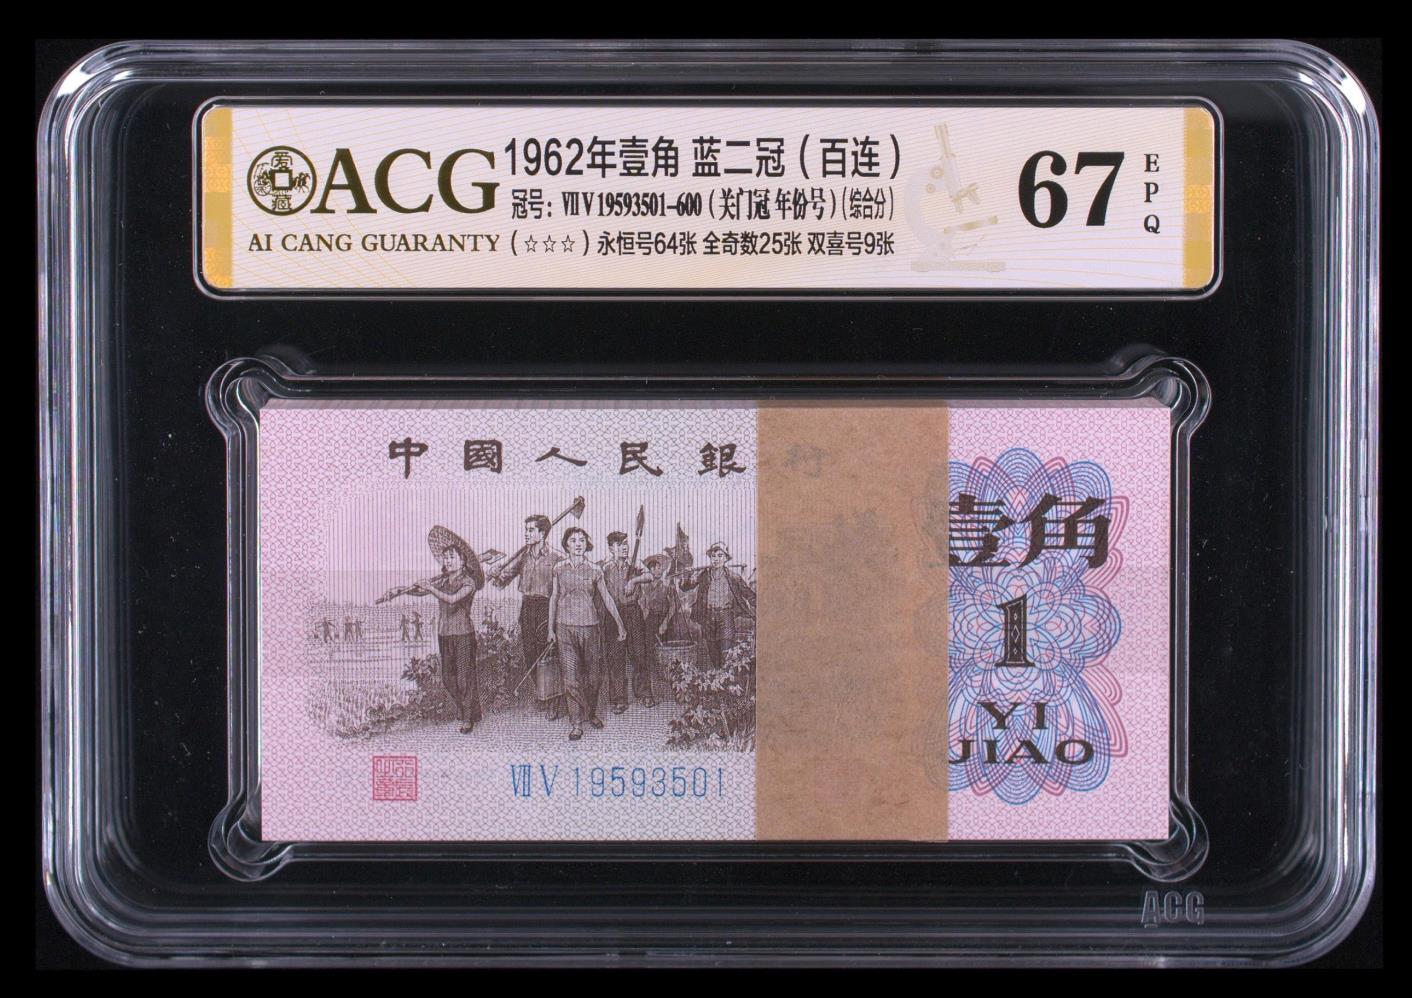 ACG
AI CANG GUARANTY
1962年壹角 蓝二冠（百连）
冠号：ⅦⅤ19593501-600（关门冠 年份号）(综合分)
（☆☆☆）永恒号64张 全奇数25张 双喜号9张
67
EPQ
中國人民銀行
壹角
1
YI
JIAO
ⅦⅤ 19593501
ACG